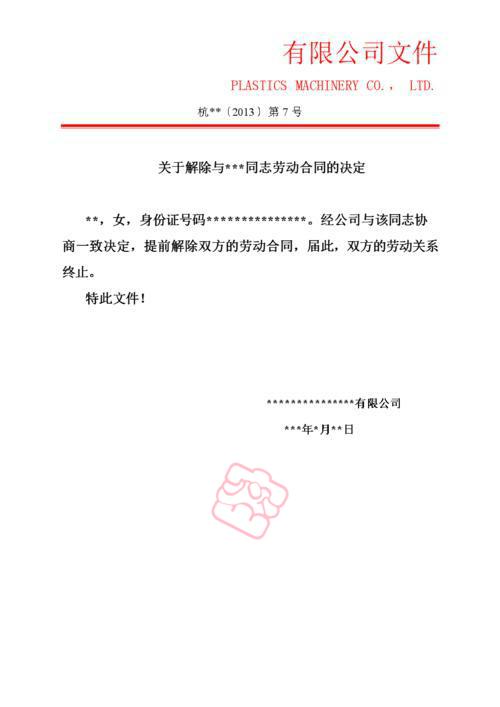 有限公司文件
PLASTICS MACHINERY CO., LTD.
杭**〔2013〕第7号
关于解除与***同志劳动合同的决定
**，女，身份证号码***************。经公司与该同志协
商一致决定，提前解除双方的劳动合同，届此，双方的劳动关系
终止。
特此文件！
***************有限公司
***年*月**日